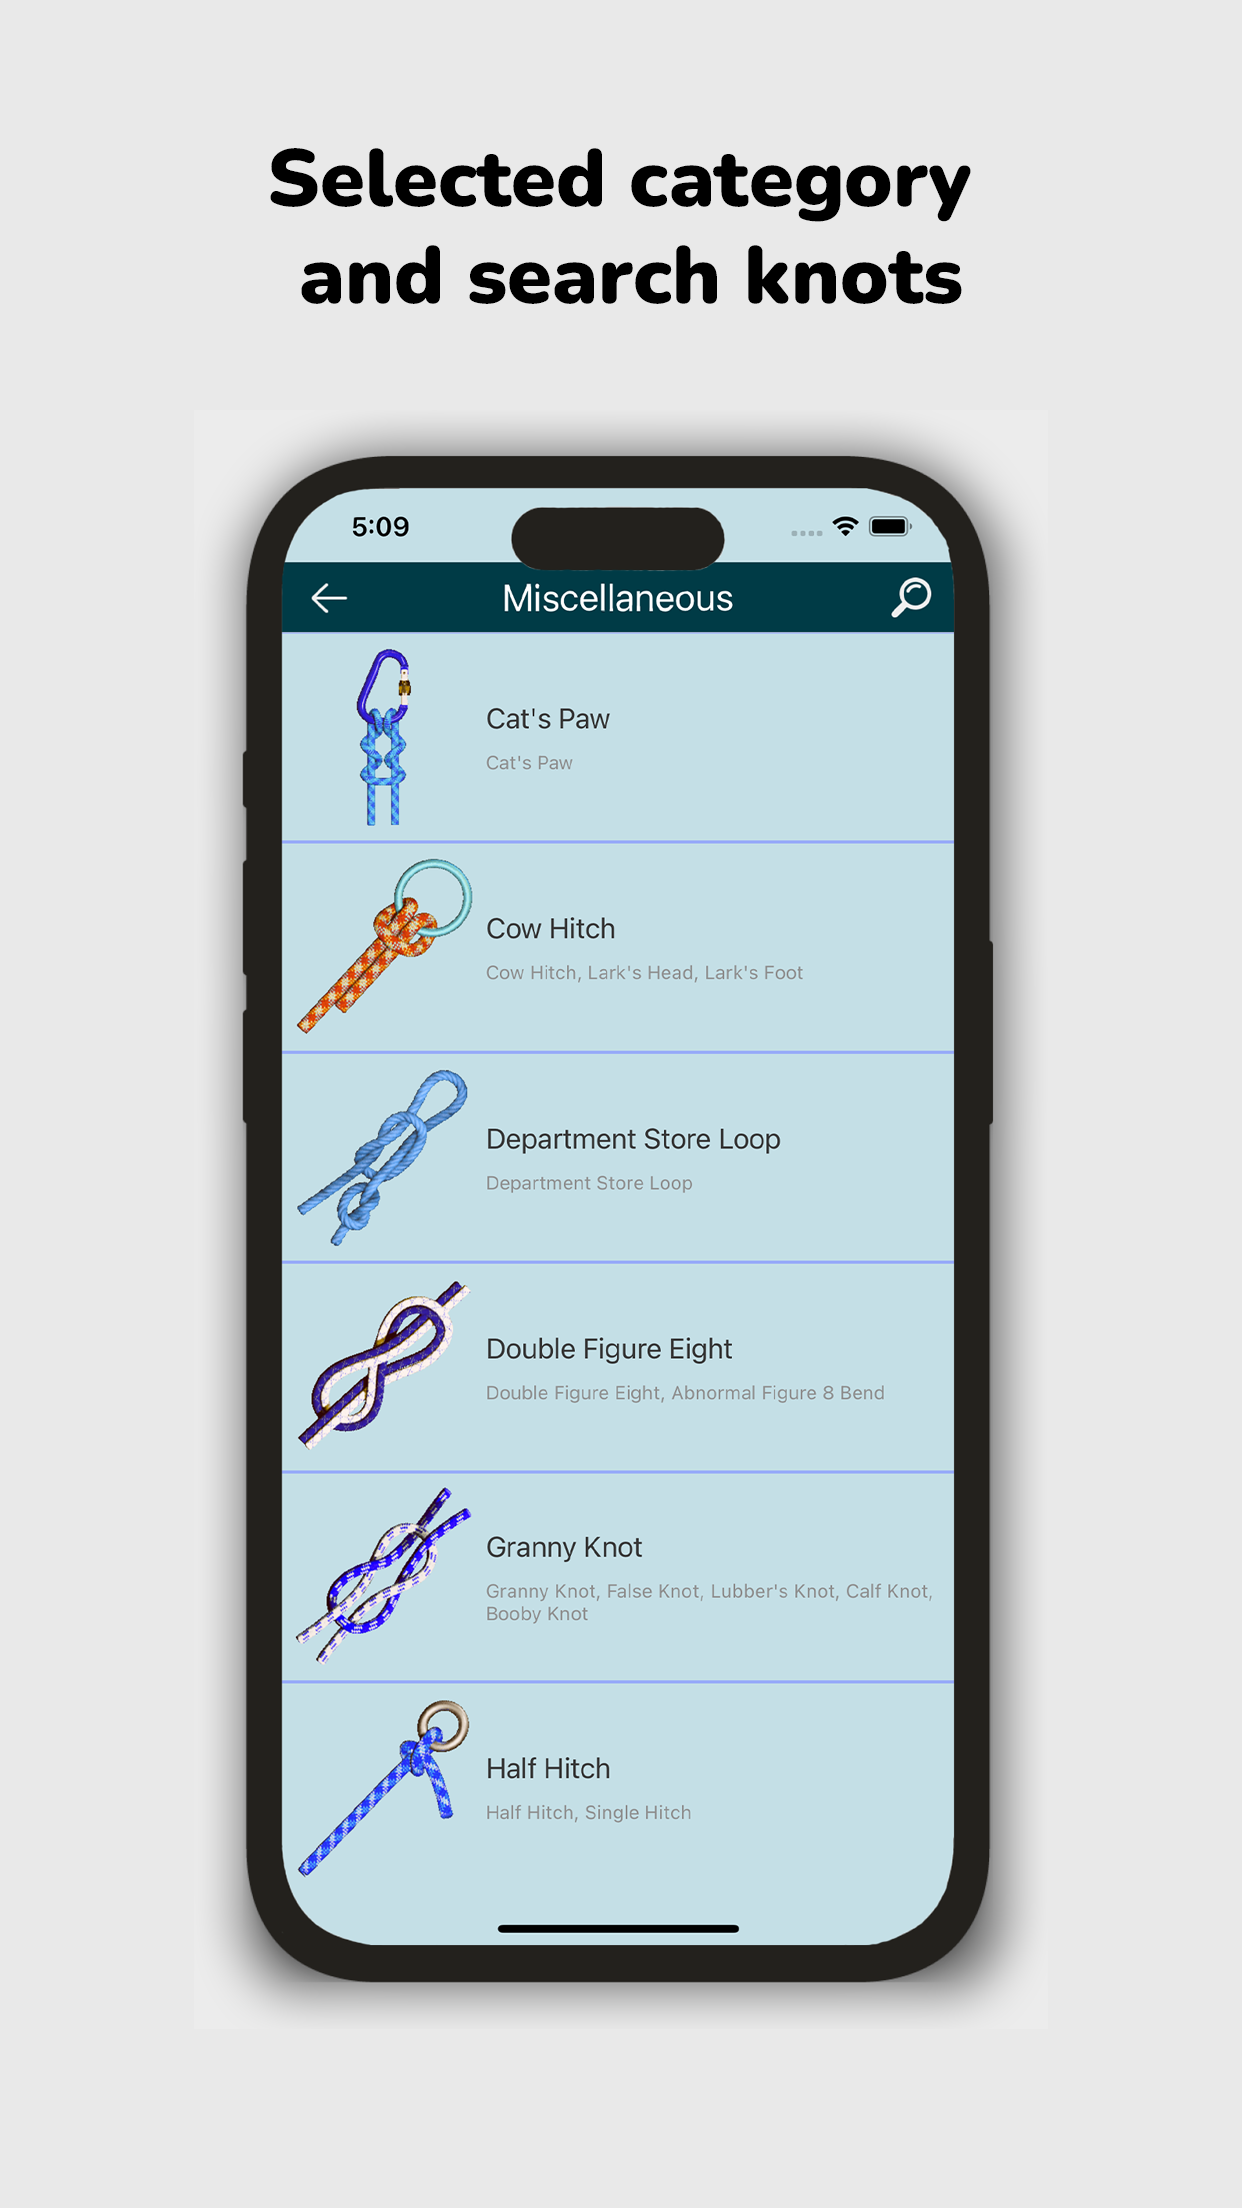 Selected category
and search knots
5:09
Miscellaneous
Cat's Paw
Cat's Paw
Cow Hitch
Cow Hitch, Lark's Head, Lark's Foot
Department Store Loop
Department Store Loop
Double Figure Eight
Double Figure Eight, Abnormal Figure 8 Bend
Granny Knot
Granny Knot, False Knot, Lubber's Knot, Calf Knot,
Booby Knot
Half Hitch
Half Hitch, Single Hitch